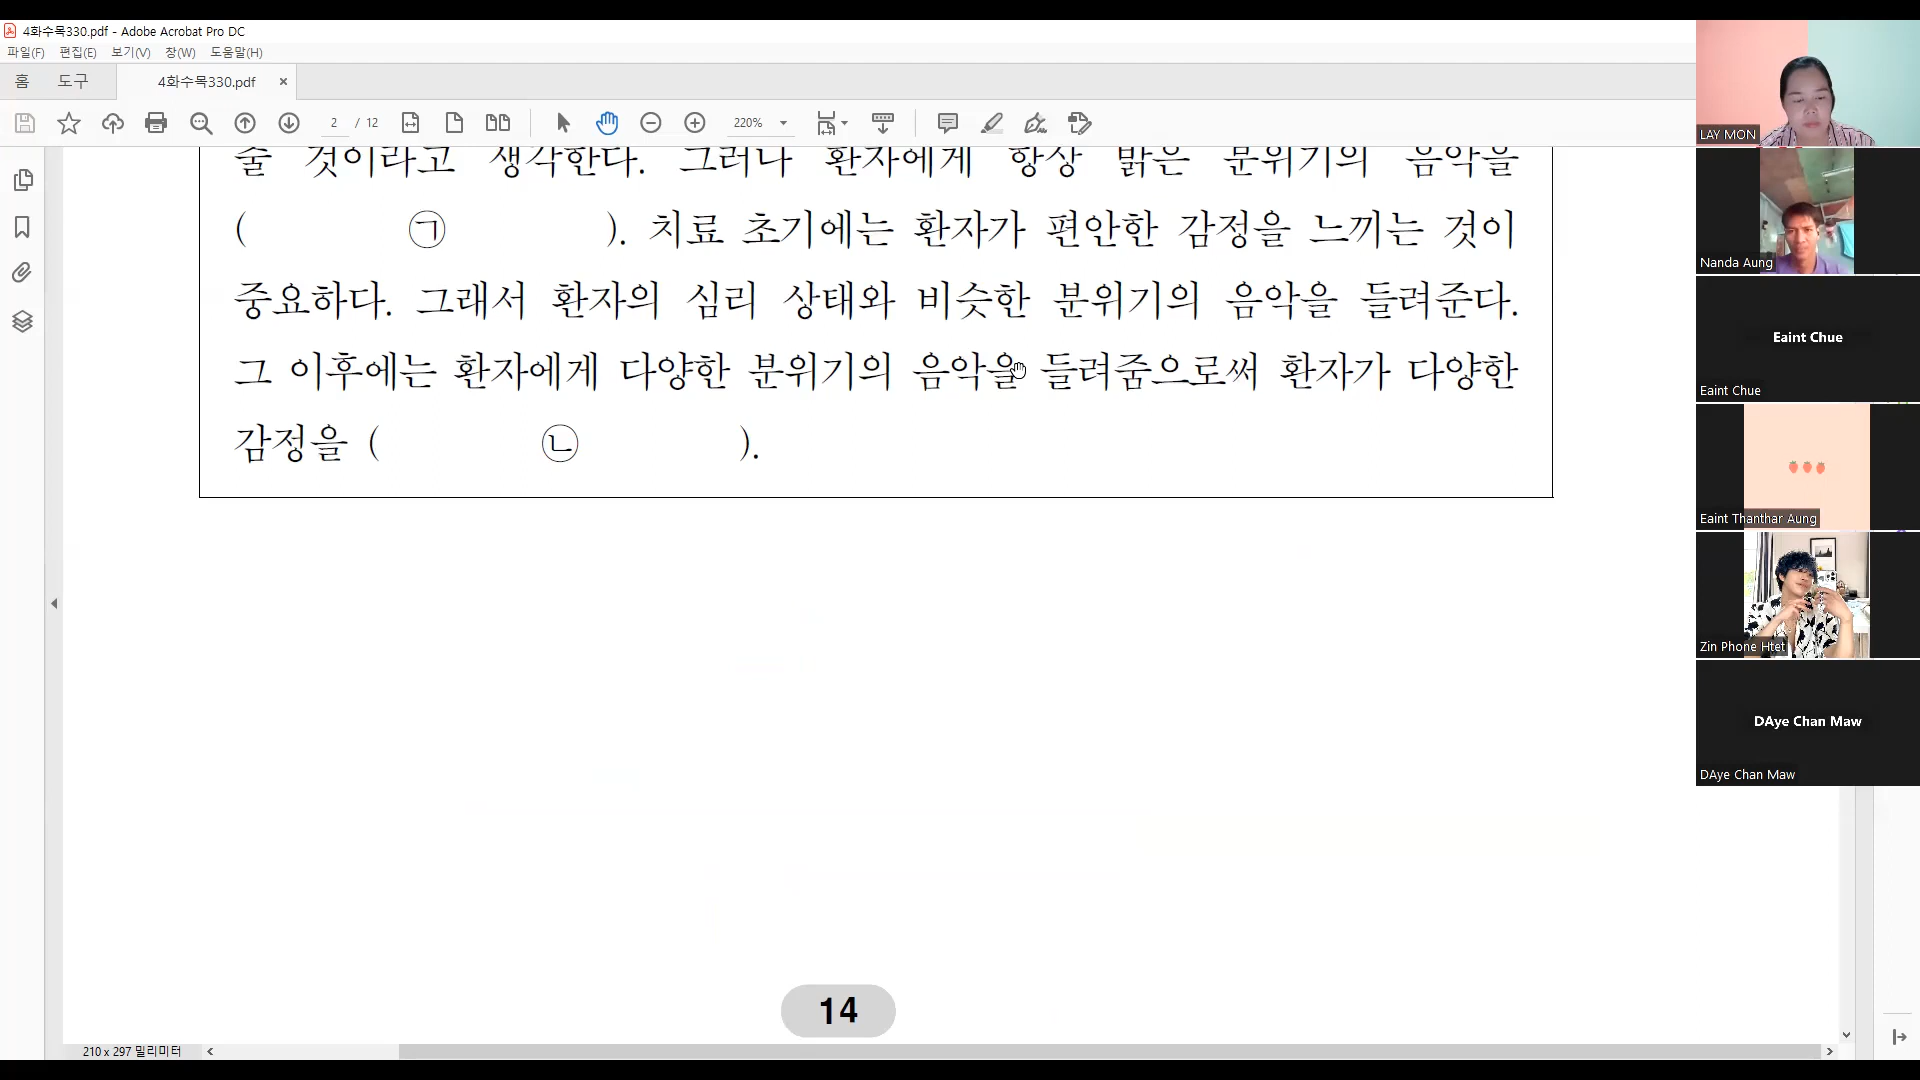 4화수목330.pdf - Adobe Acrobat Pro DC
파일(F) 편집(E) 보기(V) 창(W) 도움말(H)
홈 도구 4화수목330.pdf ×
2 / 12 220%
줄 것이라고 생각한다. 그러나 환자에게 항상 밝은 분위기의 음악을
( ㉠ ). 치료 초기에는 환자가 편안한 감정을 느끼는 것이
중요하다. 그래서 환자의 심리 상태와 비슷한 분위기의 음악을 들려준다.
그 이후에는 환자에게 다양한 분위기의 음악을 들려줌으로써 환자가 다양한
감정을 ( ㉡ ).
14
210 x 297 밀리미터
LAY MON
Nanda Aung
Eaint Chue
Eaint Chue
Eaint Thanthar Aung
Zin Phone Htet
DAye Chan Maw
DAye Chan Maw